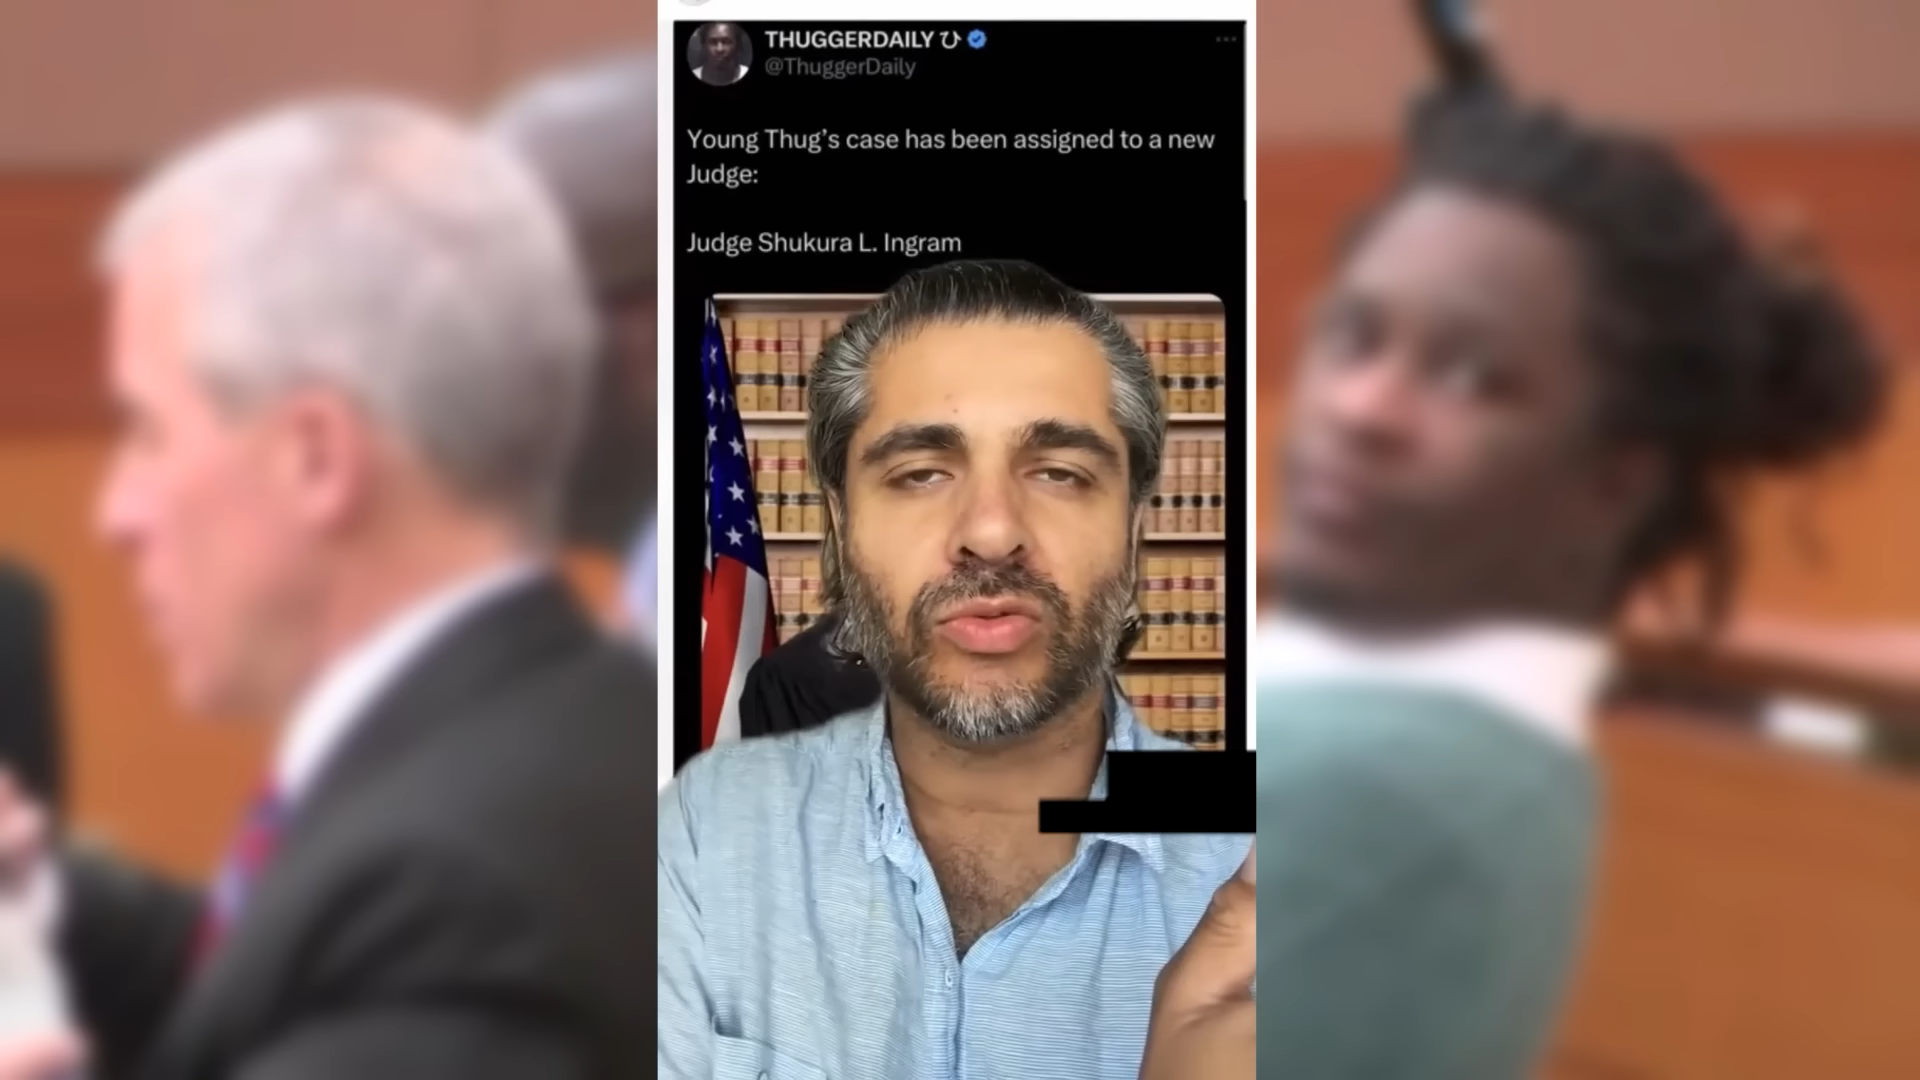 THUGGERDAILY ひ
@ThuggerDaily
Young Thug's case has been assigned to a new
Judge:
Judge Shukura L. Ingram